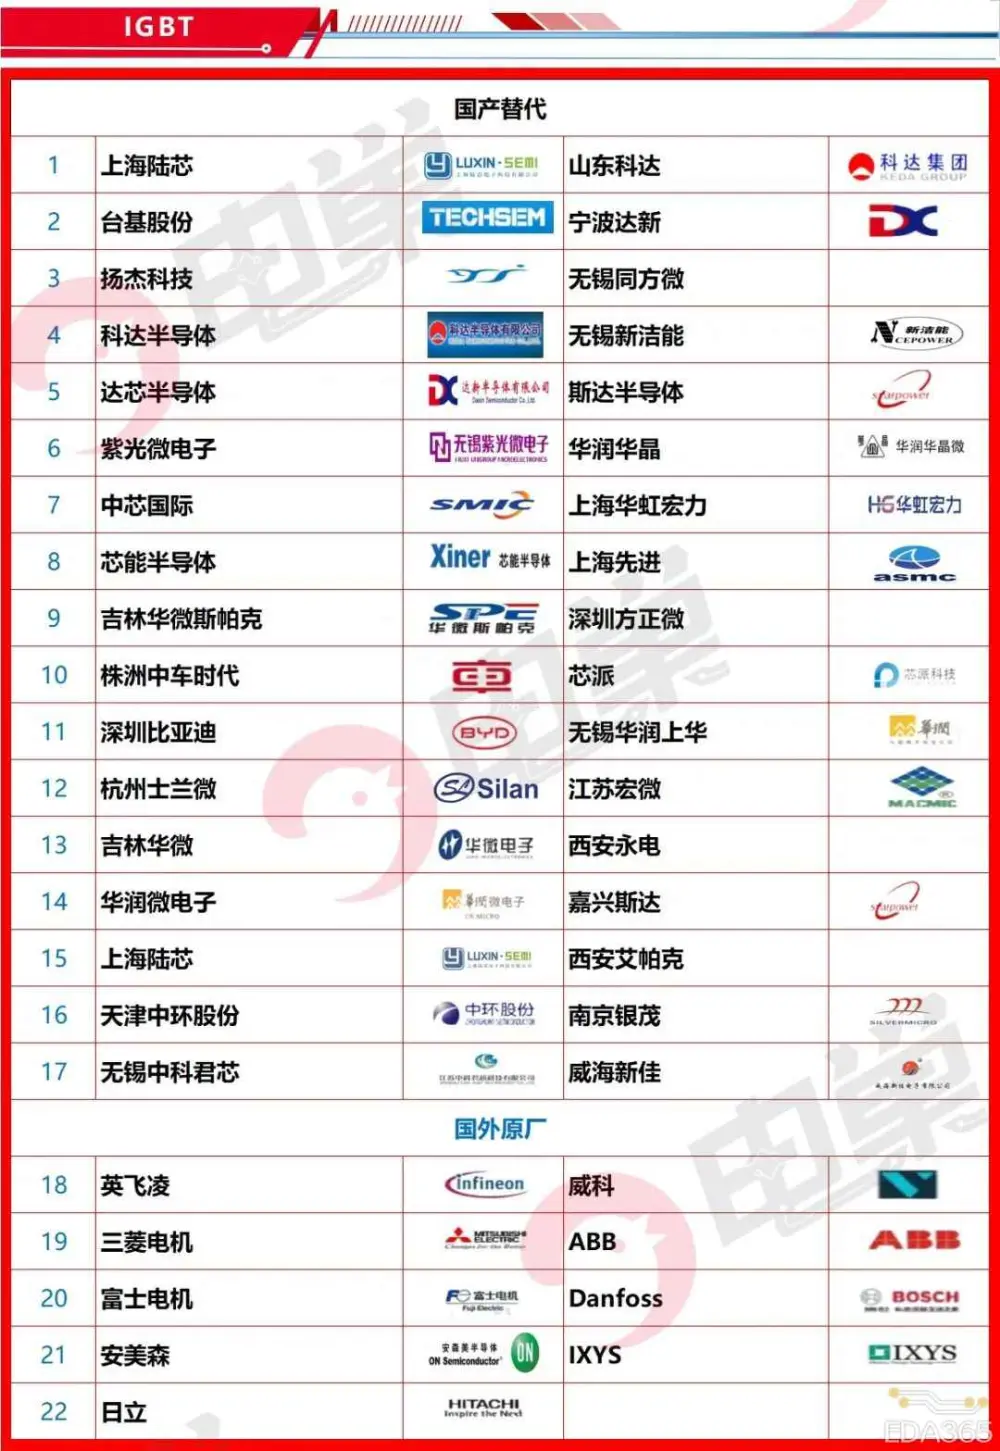 IGBT
国产替代
1 上海陆芯 LUXIN·SEMI 山东科达 科达集团 KEDA GROUP
2 台基股份 TECHSEM 宁波达新 DX
3 扬杰科技 无锡同方微
4 科达半导体 科达半导体有限公司 无锡新洁能 新洁能 NCEPOWER
5 达芯半导体 DX 达新半导体有限公司 斯达半导体 starpower
6 紫光微电子 无锡紫光微电子 华润华晶 华润华晶微
7 中芯国际 SMIC 上海华虹宏力 HG 华虹宏力
8 芯能半导体 Xiner 芯能半导体 上海先进 asmc
9 吉林华微斯帕克 SPE 华微斯帕克 深圳方正微
10 株洲中车时代 芯派 芯派科技
11 深圳比亚迪 BYD 无锡华润上华 華潤
12 杭州士兰微 Silan 江苏宏微 MACMIC
13 吉林华微 华微电子 西安永电
14 华润微电子 華潤微电子 CR MICRO 嘉兴斯达 starpower
15 上海陆芯 LUXIN·SEMI 西安艾帕克
16 天津中环股份 中环股份 南京银茂 SILVERMICRO
17 无锡中科君芯 江苏中科君芯科技有限公司 威海新佳 威海新佳电子有限公司
国外原厂
18 英飞凌 infineon 威科
19 三菱电机 MITSUBISHI ELECTRIC Changes for the Better ABB ABB
20 富士电机 富士电机 Fuji Electric Danfoss BOSCH
21 安美森 安森美半导体 ON Semiconductor ON IXYS IXYS
22 日立 HITACHI Inspire the Next
电巢
EDA365